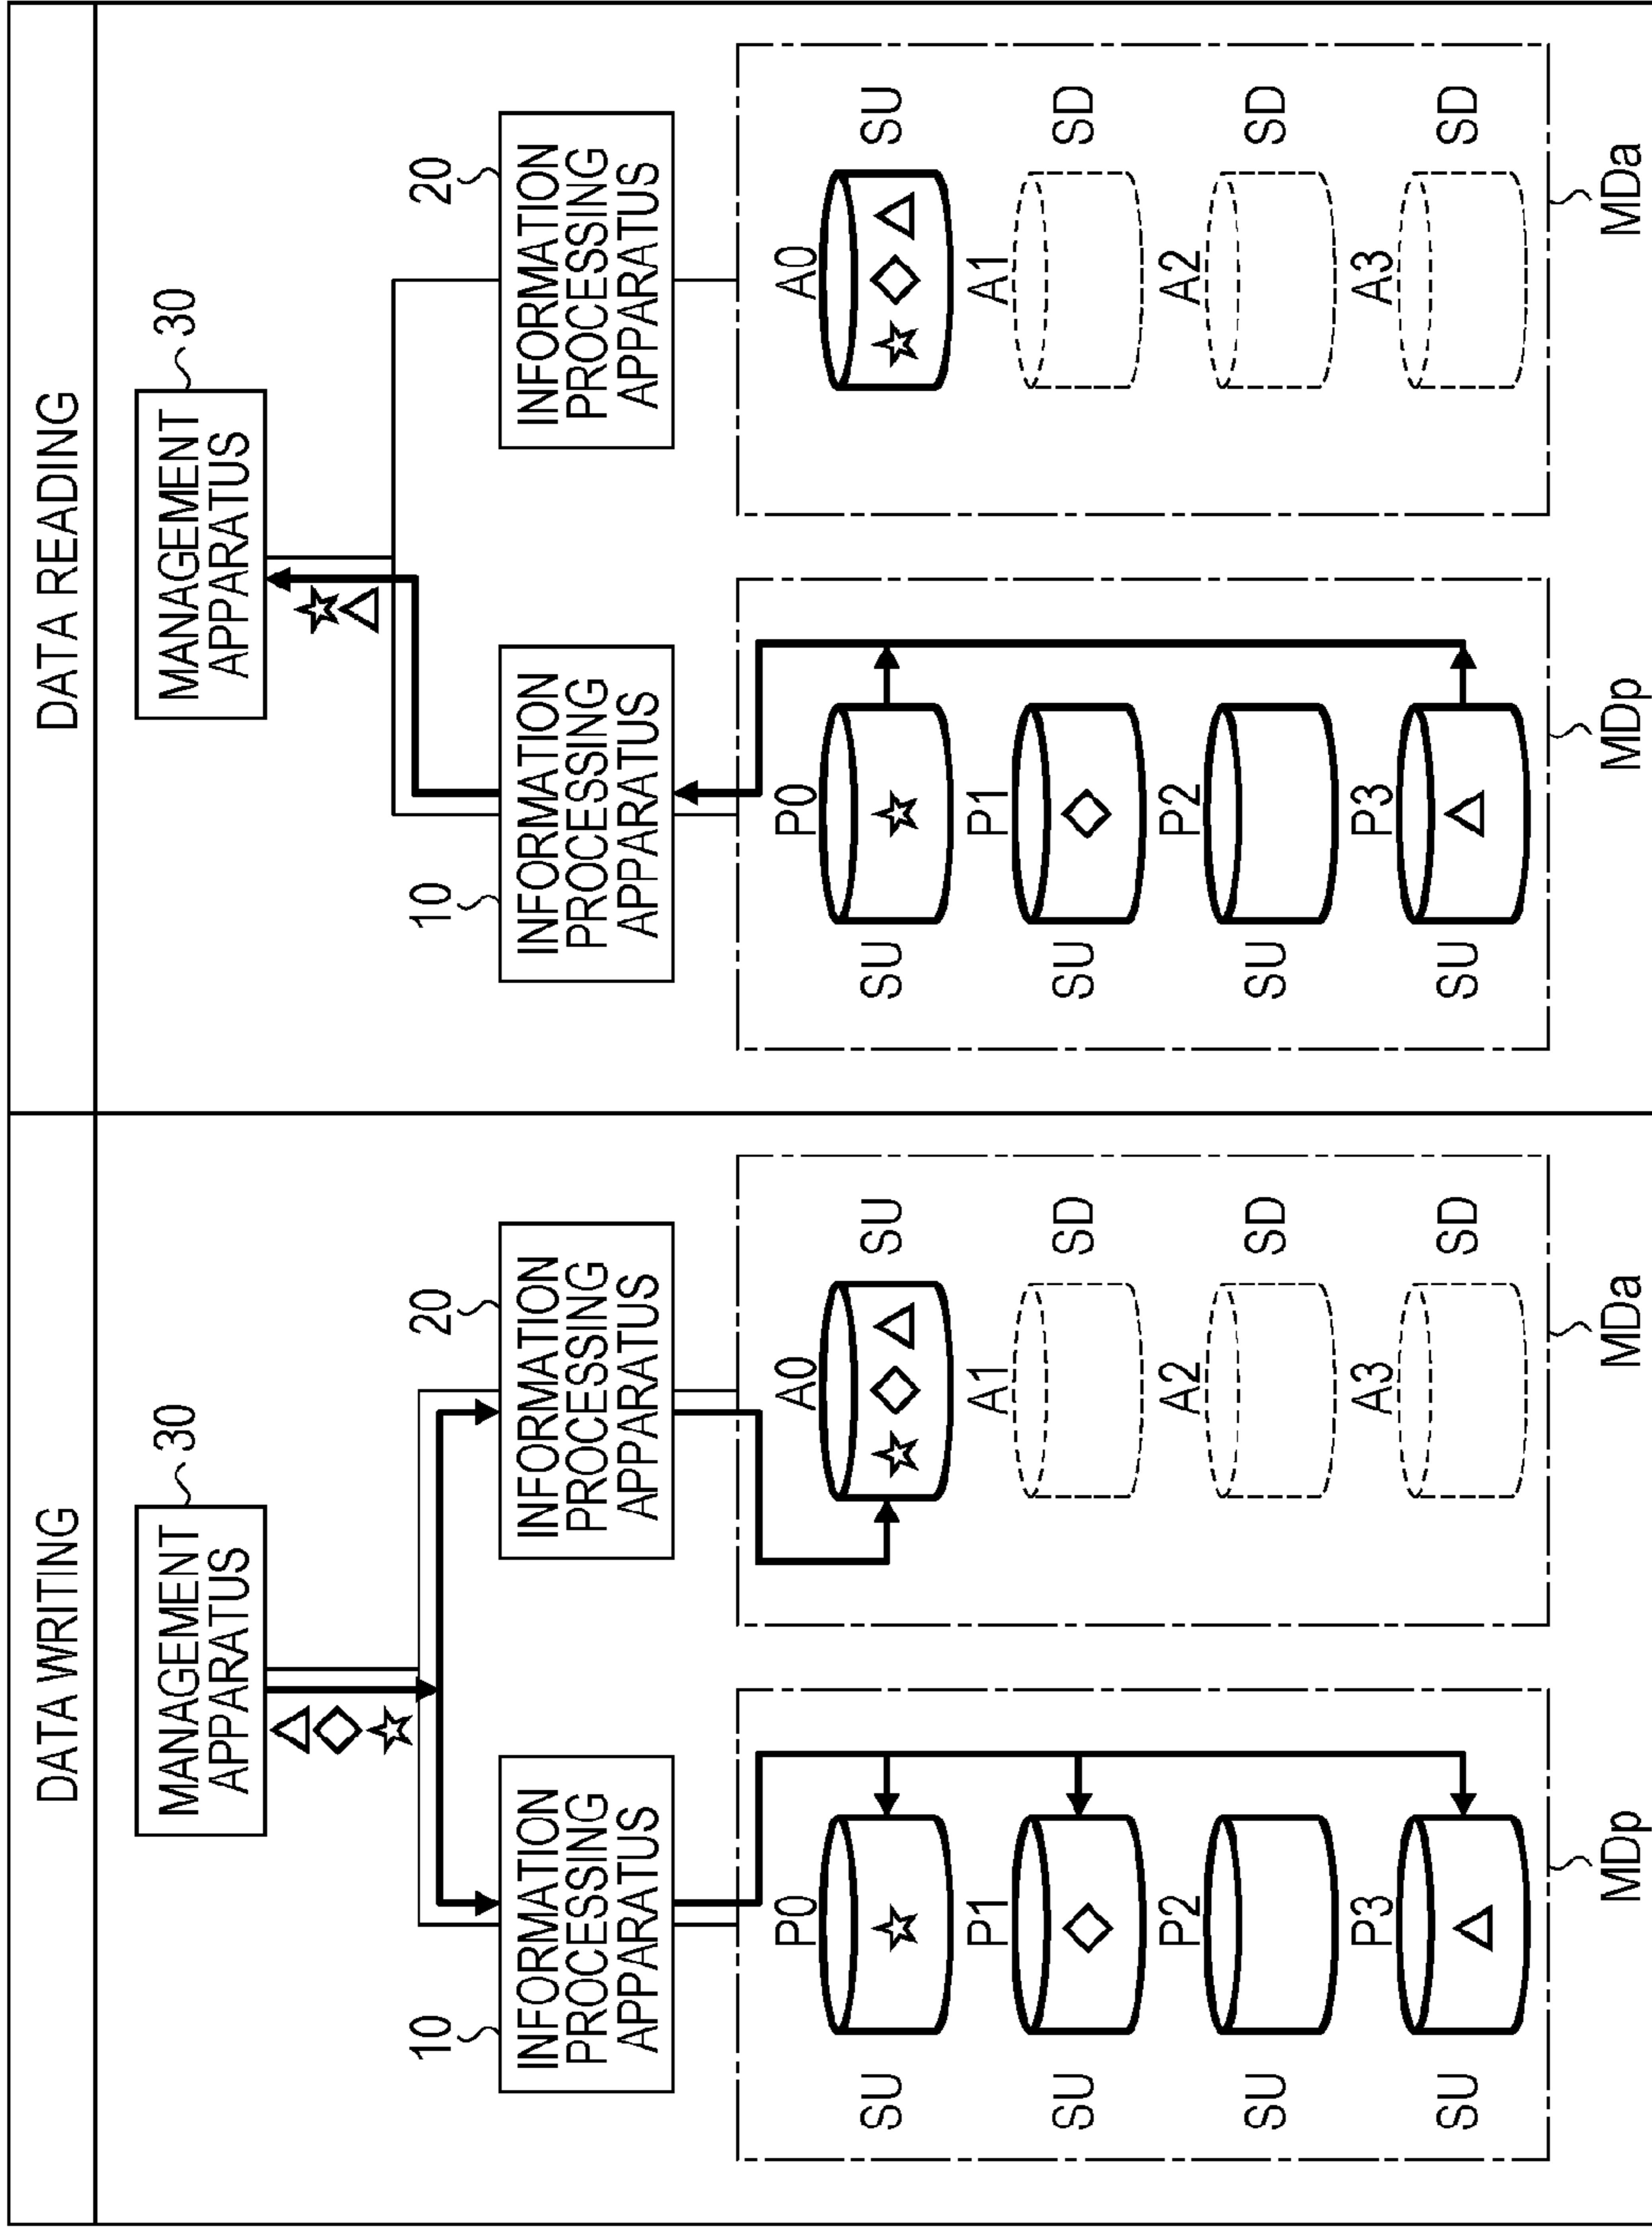 DATA WRITING
30
MANAGEMENT
APPARATUS
10
INFORMATION
PROCESSING
APPARATUS
20
INFORMATION
PROCESSING
APPARATUS
P0
SU
P1
SU
P2
SU
P3
SU
MDp
A0
SU
A1
SD
A2
SD
A3
SD
MDa
DATA READING
30
MANAGEMENT
APPARATUS
10
INFORMATION
PROCESSING
APPARATUS
20
INFORMATION
PROCESSING
APPARATUS
P0
SU
P1
SU
P2
SU
P3
SU
MDp
A0
SU
A1
SD
A2
SD
A3
SD
MDa